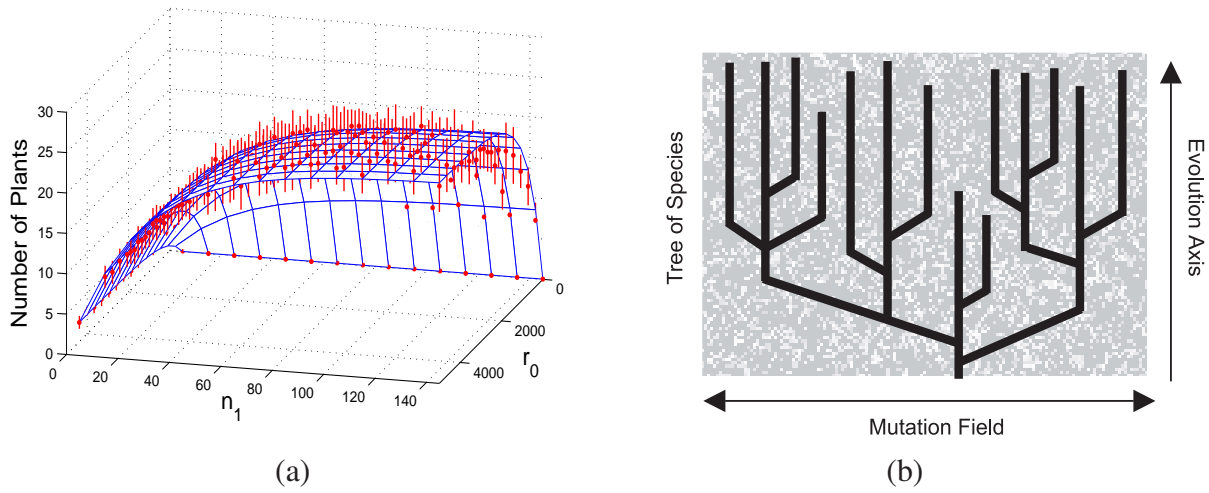 Number of Plants
30
25
20
15
10
5
0
0
20
40
60
80
100
120
140
n1
0
2000
4000
r0
(a)
Tree of Species
Evolution Axis
Mutation Field
(b)